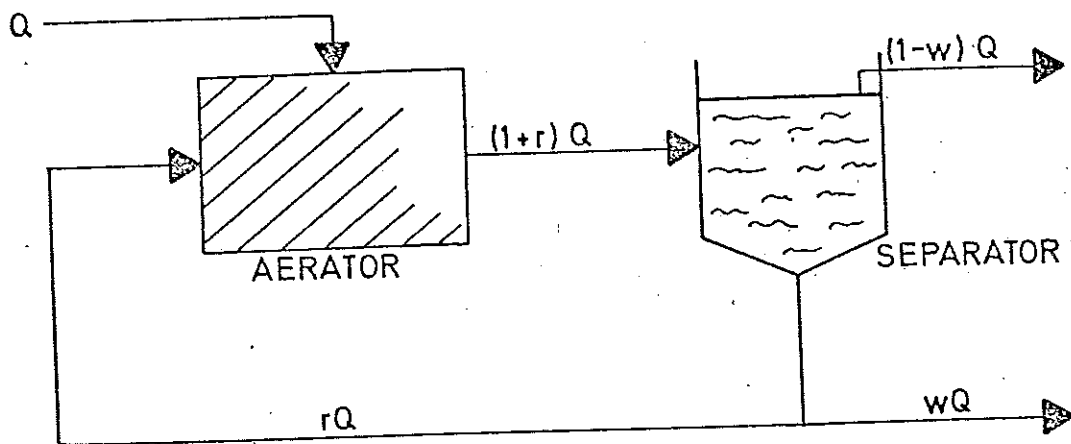 Q
(1-w) Q
(1+r) Q
AERATOR
SEPARATOR
rQ
wQ